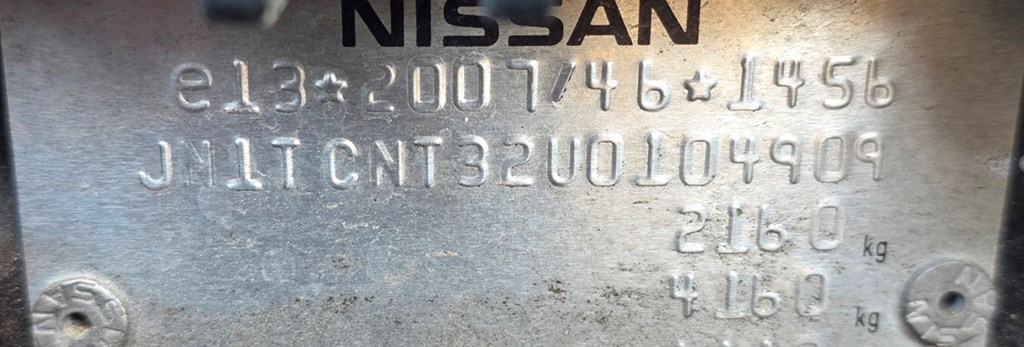 NISSAN
e13*2007/46*1456
JN1TCNT32U0104909
2160 kg
4160 kg